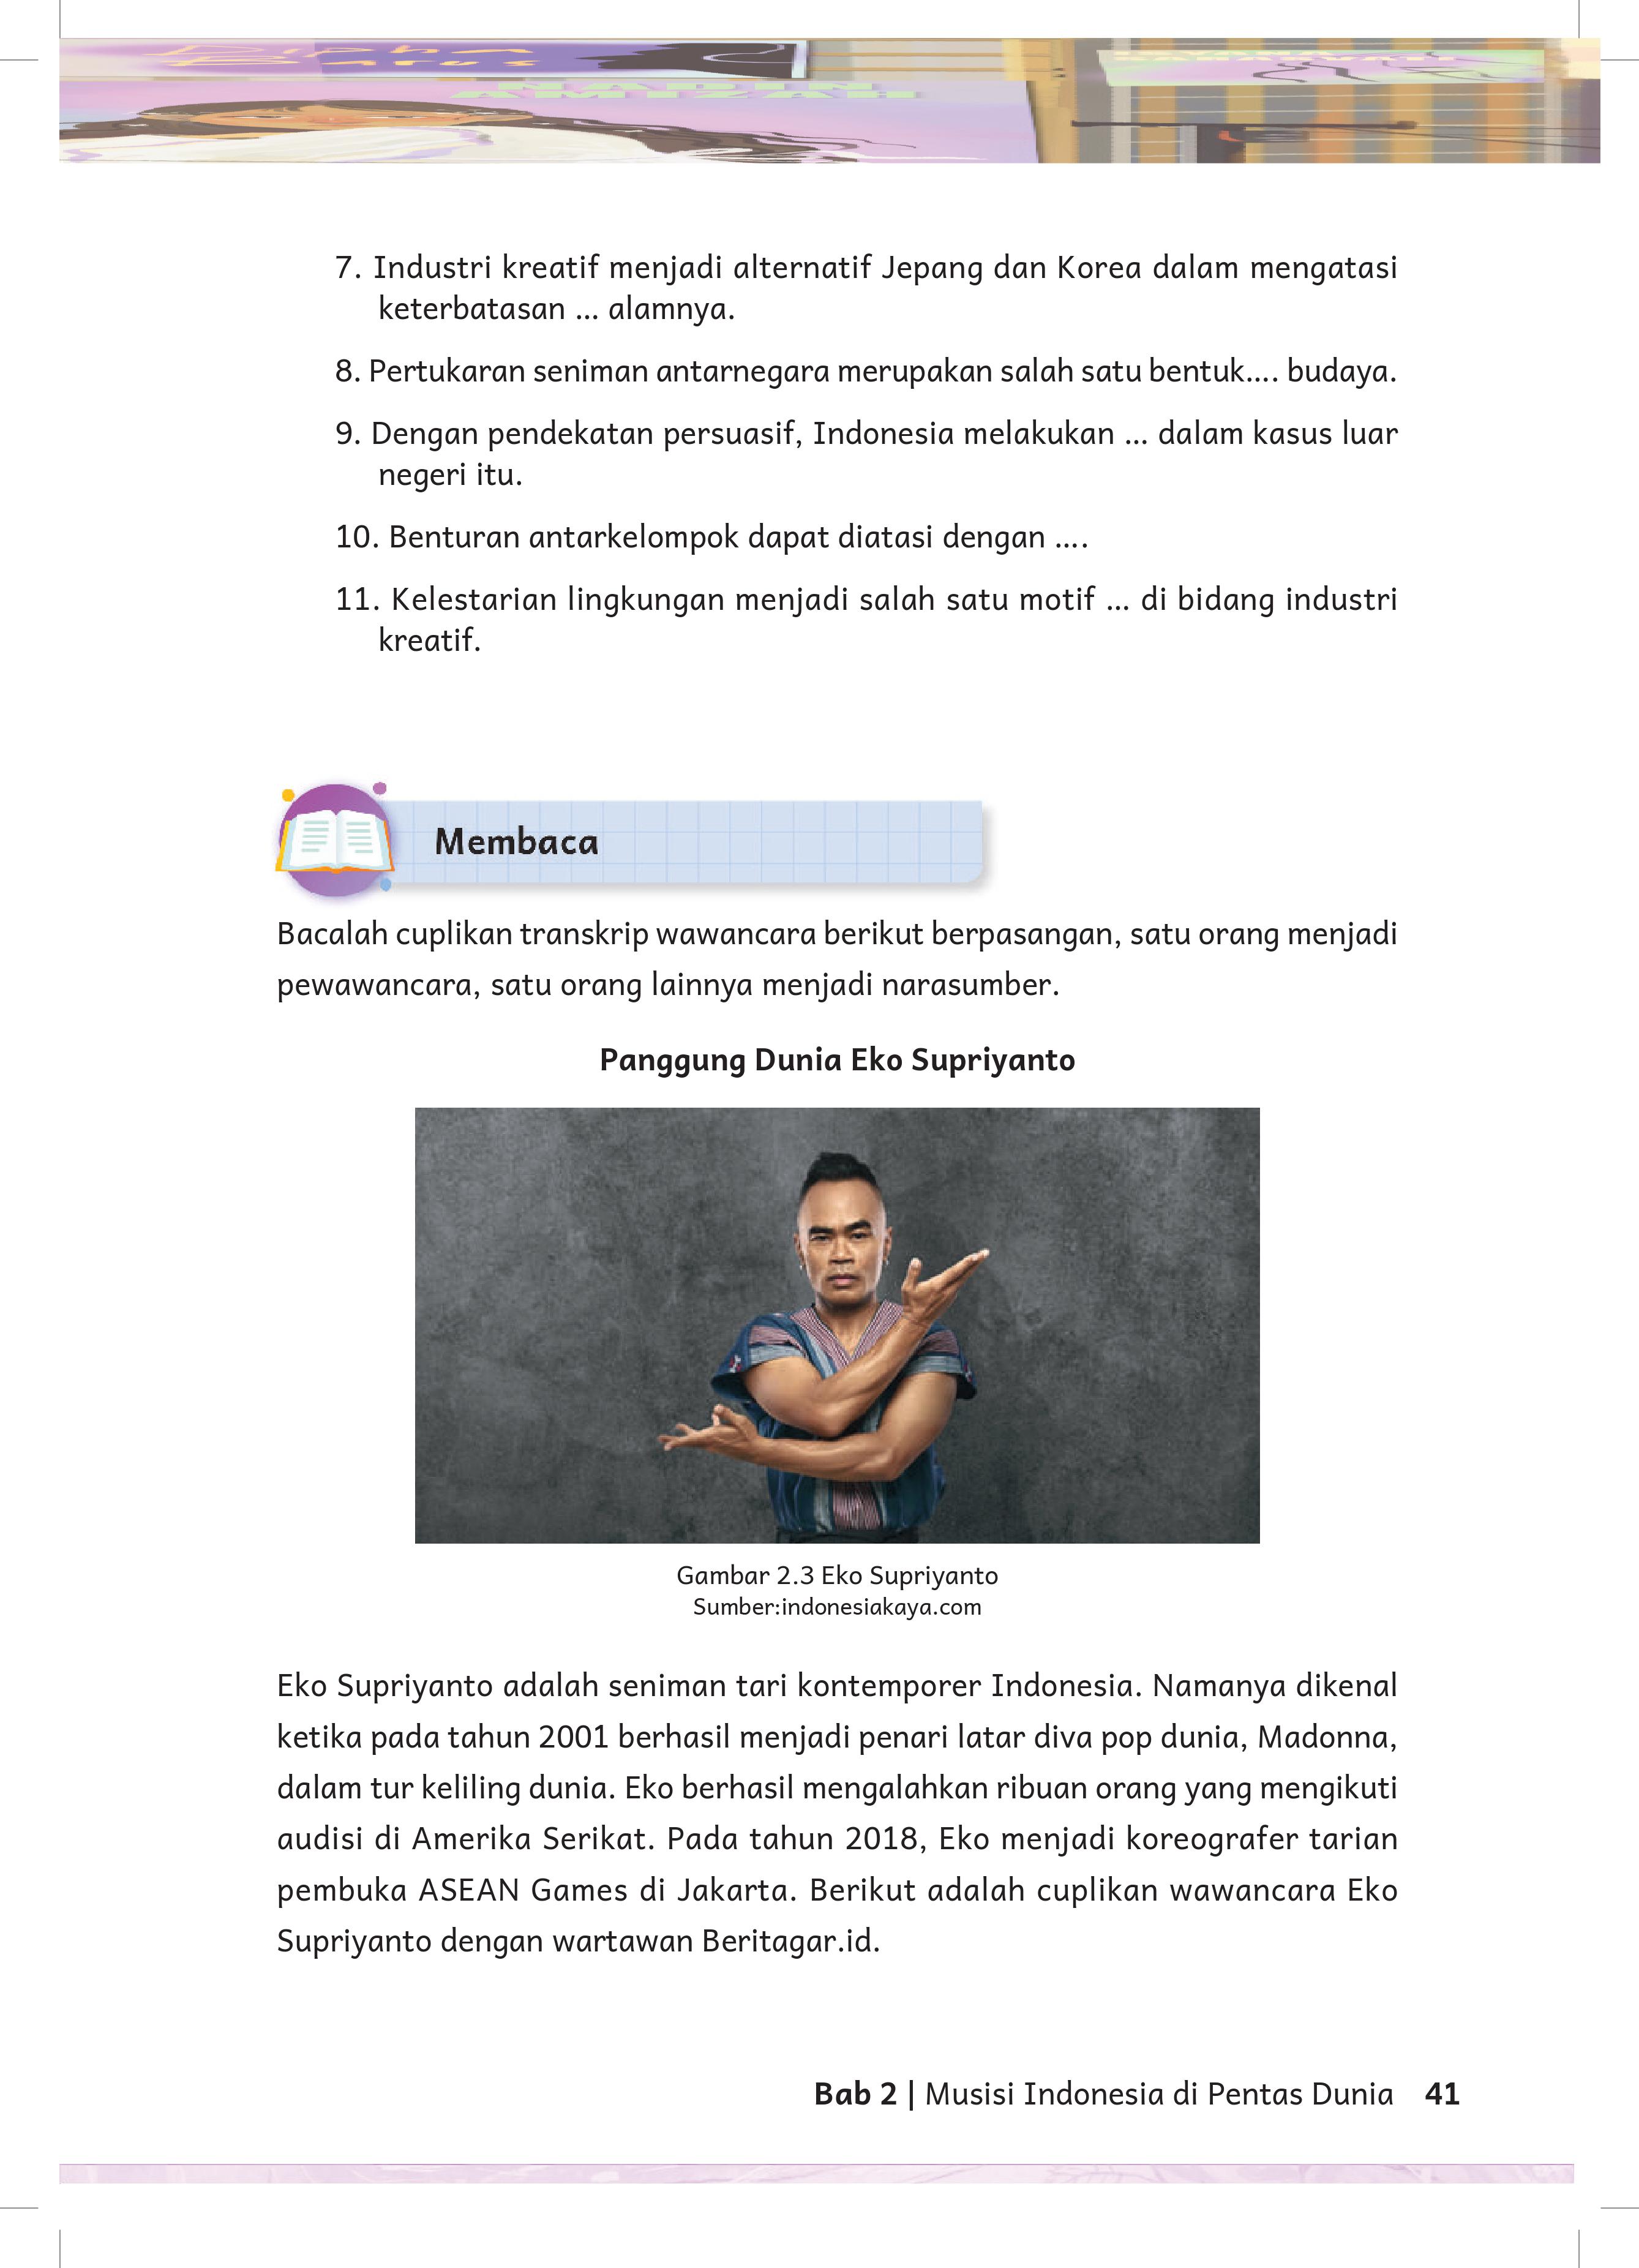 Dipha
Barus
NADIN
AMIZAH
ISYANA
SARASVATI
7. Industri kreatif menjadi alternatif Jepang dan Korea dalam mengatasi
keterbatasan ... alamnya.
8. Pertukaran seniman antarnegara merupakan salah satu bentuk.... budaya.
9. Dengan pendekatan persuasif, Indonesia melakukan ... dalam kasus luar
negeri itu.
10. Benturan antarkelompok dapat diatasi dengan ....
11. Kelestarian lingkungan menjadi salah satu motif ... di bidang industri
kreatif.
Membaca
Bacalah cuplikan transkrip wawancara berikut berpasangan, satu orang menjadi
pewawancara, satu orang lainnya menjadi narasumber.
Panggung Dunia Eko Supriyanto
Gambar 2.3 Eko Supriyanto
Sumber:indonesiakaya.com
Eko Supriyanto adalah seniman tari kontemporer Indonesia. Namanya dikenal
ketika pada tahun 2001 berhasil menjadi penari latar diva pop dunia, Madonna,
dalam tur keliling dunia. Eko berhasil mengalahkan ribuan orang yang mengikuti
audisi di Amerika Serikat. Pada tahun 2018, Eko menjadi koreografer tarian
pembuka ASEAN Games di Jakarta. Berikut adalah cuplikan wawancara Eko
Supriyanto dengan wartawan Beritagar.id.
Bab 2 | Musisi Indonesia di Pentas Dunia 41